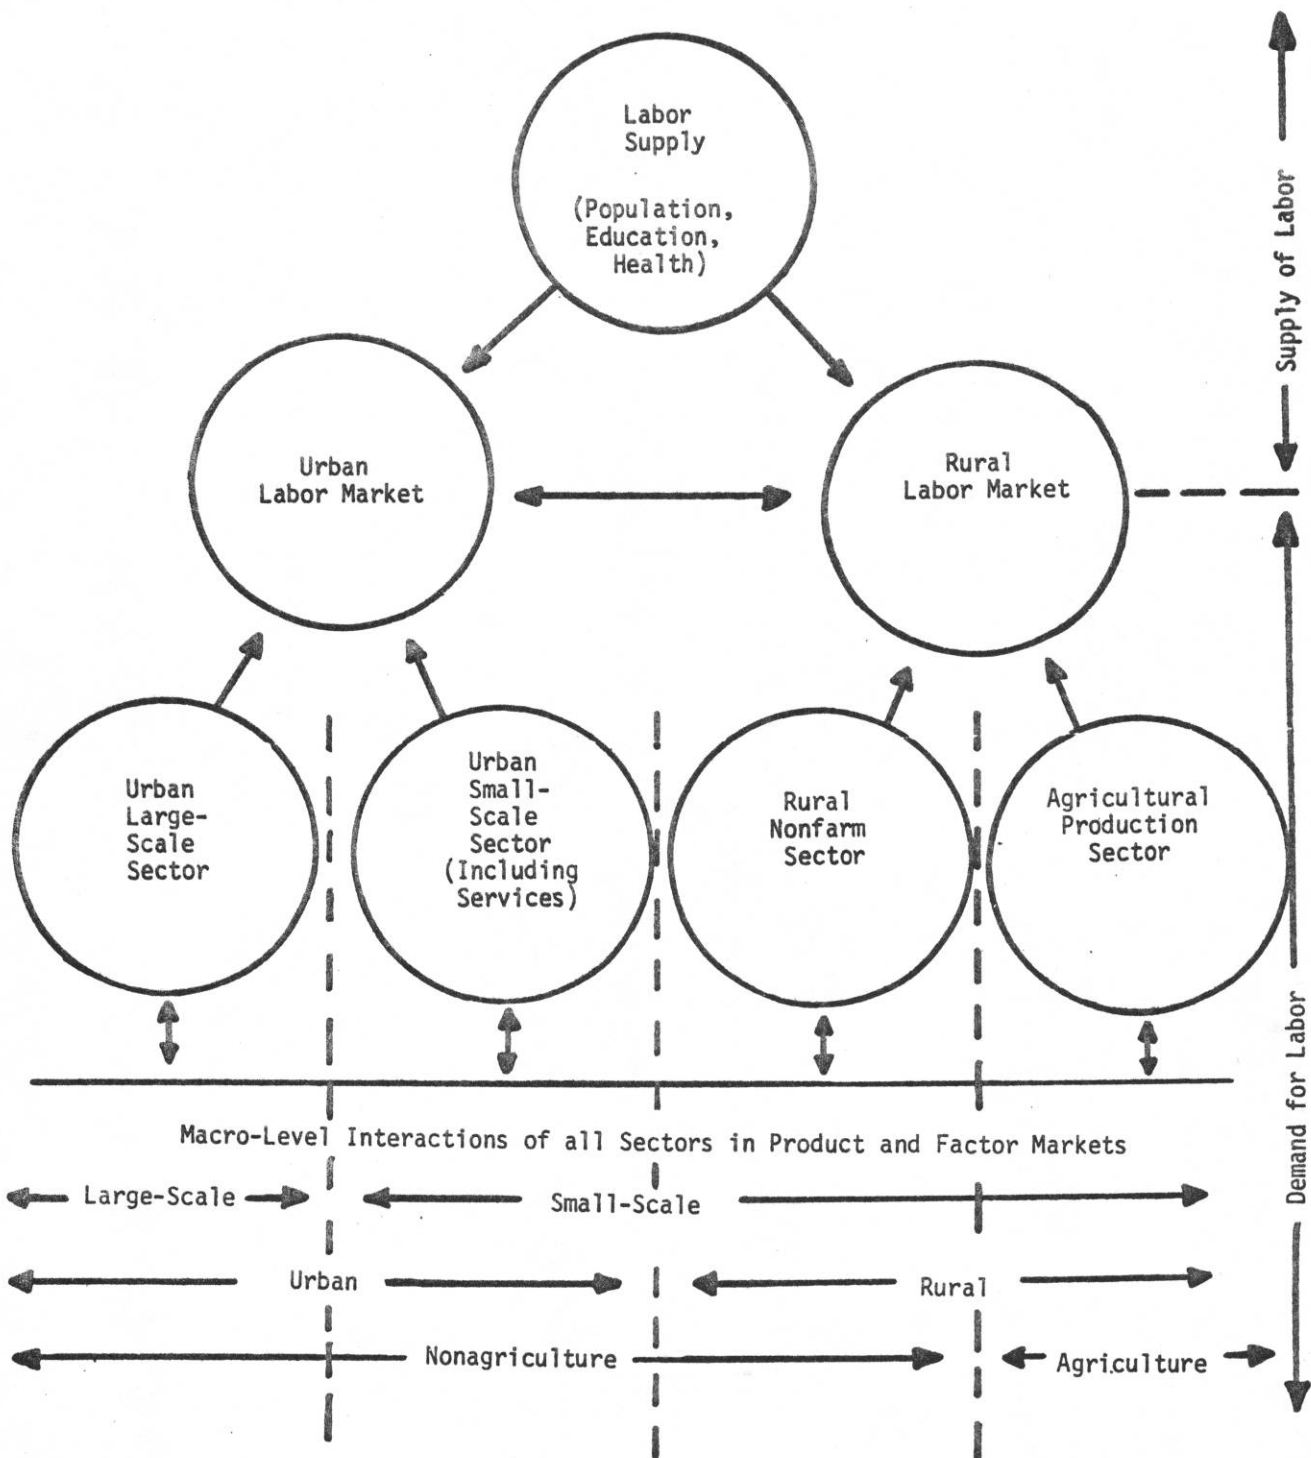 Labor
Supply
(Population,
Education,
Health)
Supply of Labor
Urban
Labor Market
Rural
Labor Market
Urban
Large-
Scale
Sector
Urban
Small-
Scale
Sector
(Including
Services)
Rural
Nonfarm
Sector
Agricultural
Production
Sector
Demand for Labor
Macro-Level Interactions of all Sectors in Product and Factor Markets
Large-Scale
Small-Scale
Urban
Rural
Nonagriculture
Agriculture